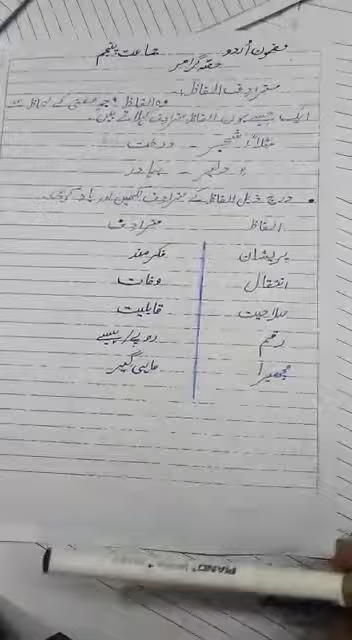 مضمون اُردو جماعت پنجم
حصہ گرامر
مترادف الفاظ:
وہ الفاظ جو معنی کے لحاظ سے
ایک جیسے ہوں الفاظ مترادف کہلاتے ہیں۔
مثلاً: شجر - درخت
بہادر
درج ذیل الفاظ کے مترادف لکھیں اور یاد کریں۔
الفاظ مترادف
پریشان فکرمند
انتقال وفات
صلاحیت قابلیت
رقم روپے/پیسے
مچھیرا ماہی گیر
PIANO